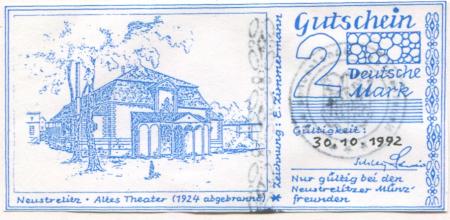 Neustrelitz - Altes Theater (1924 abgebrannt)
* Zeichnung: E. Zimmermann
Gutschein
2
Deutsche
Mark
Gültigkeit:
30.10.1992
Nur gültig bei den
Neustrelitzer Münz-
freunden